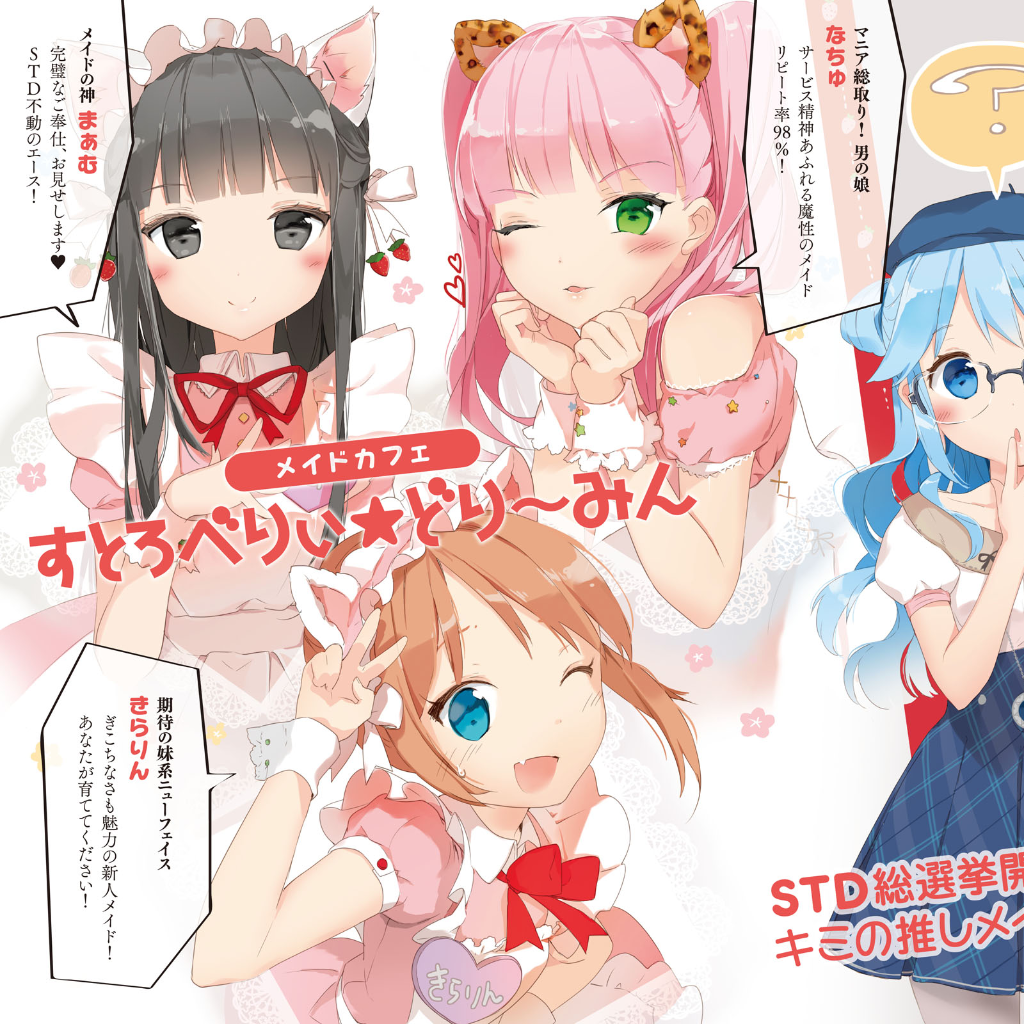 マニア総取り！ 男の娘
なちゅ
サービス精神あふれる魔性のメイド
リピート率98%！
メイドの神 まぁむ
完璧なご奉仕、お見せします♥
STD不動のエース！
メイドカフェ
すとろべりぃ★どり〜みん
期待の妹系ニューフェイス
きらりん
ぎこちなさも魅力の新人メイド！
あなたが育ててください！
きらりん
?
STD総選挙開
キミの推しメイ